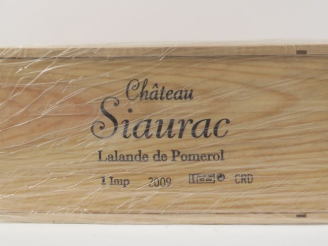 Château
Siaurac
Lalande de Pomerol
1 Imp 2009 CRD